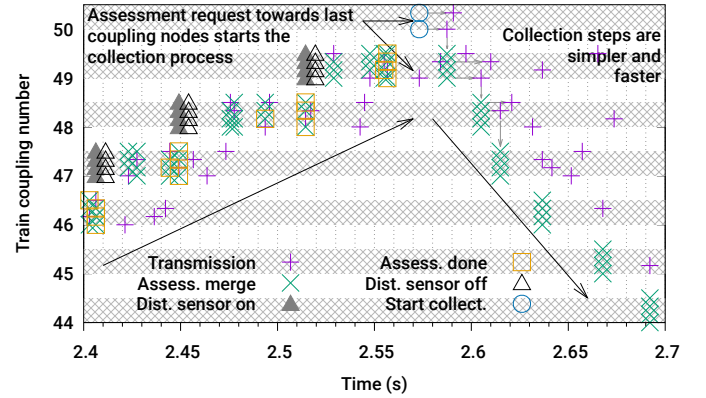 Assessment request towards last
coupling nodes starts the
collection process
Collection steps are
simpler and
faster
50
49
48
47
46
45
44
Train coupling number
Transmission
Assess. merge
Dist. sensor on
Assess. done
Dist. sensor off
Start collect.
2.4
2.45
2.5
2.55
2.6
2.65
2.7
Time (s)